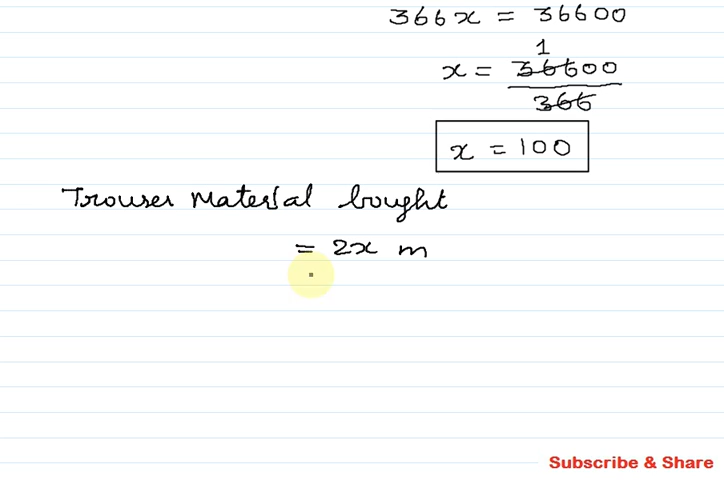 366x = 36600
1
x = 36600
366
x = 100
Trouser Material bought
= 2x m
Subscribe & Share